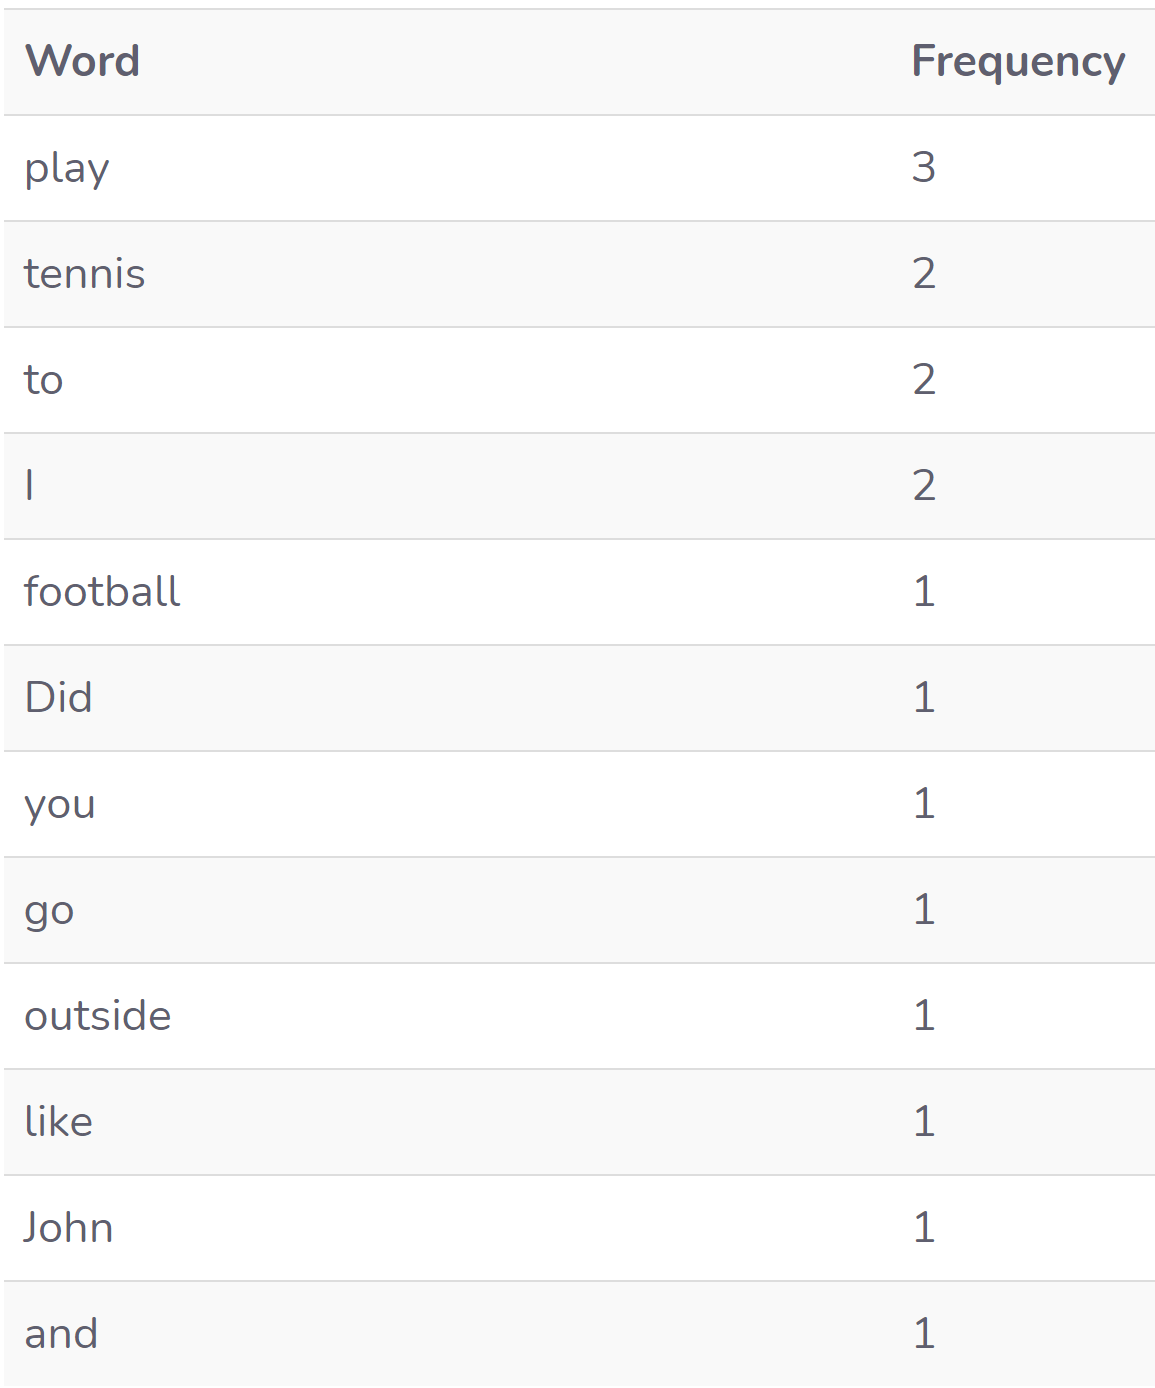 Word Frequency
play 3
tennis 2
to 2
I 2
football 1
Did 1
you 1
go 1
outside 1
like 1
John 1
and 1